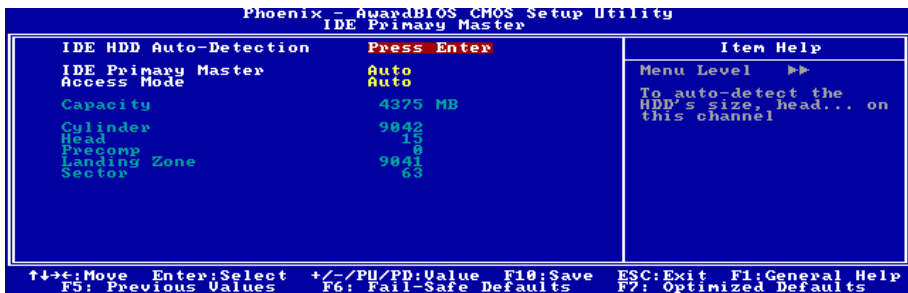 Phoenix - AwardBIOS CMOS Setup Utility
IDE Primary Master
IDE HDD Auto-Detection Press Enter
IDE Primary Master Auto
Access Mode Auto
Capacity 4375 MB
Cylinder 9042
Head 15
Precomp 0
Landing Zone 9041
Sector 63
Item Help
Menu Level ▸▸
To auto-detect the
HDD's size, head... on
this channel
↑↓→←:Move Enter:Select +/-/PU/PD:Value F10:Save ESC:Exit F1:General Help
F5: Previous Values F6: Fail-Safe Defaults F7: Optimized Defaults